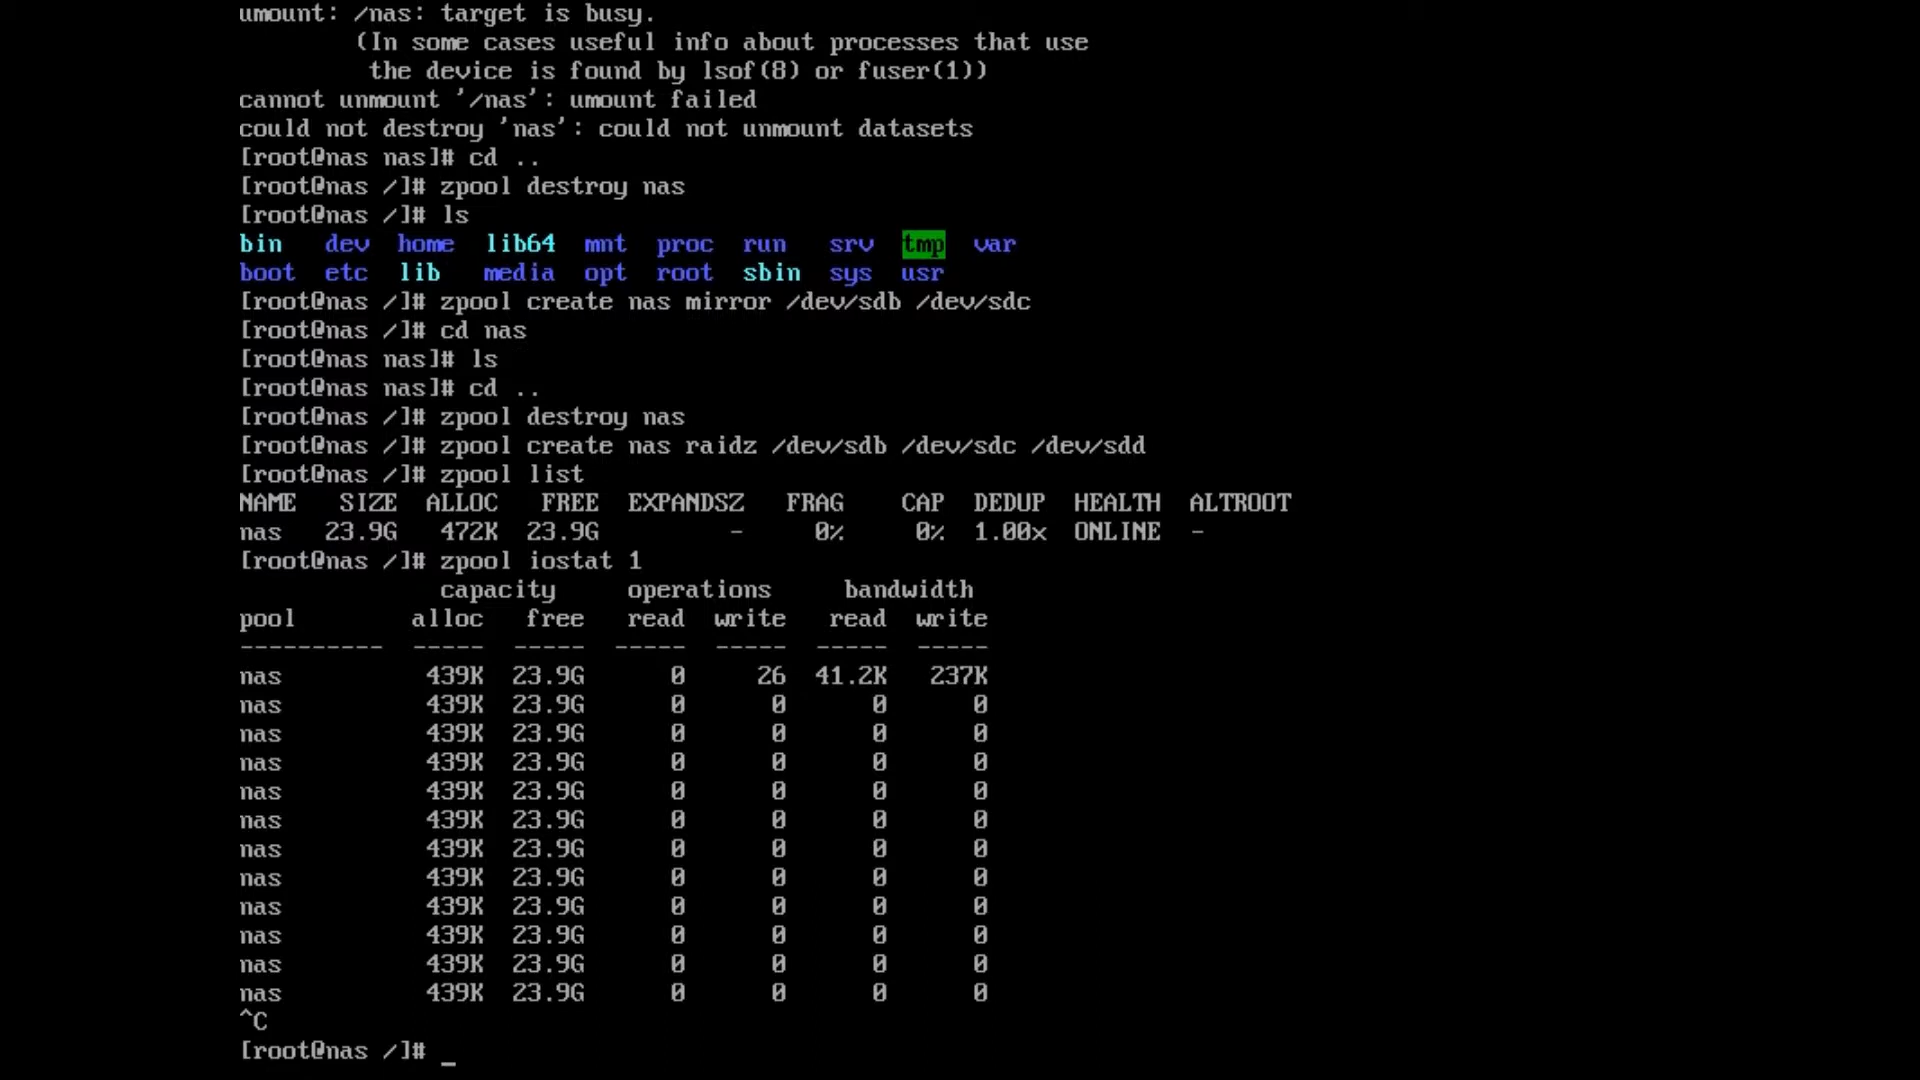 umount: /nas: target is busy.
(In some cases useful info about processes that use
the device is found by lsof(8) or fuser(1))
cannot unmount '/nas': umount failed
could not destroy 'nas': could not unmount datasets
[root@nas nas]# cd ..
[root@nas /]# zpool destroy nas
[root@nas /]# ls
bin dev home lib64 mnt proc run srv tmp var
boot etc lib media opt root sbin sys usr
[root@nas /]# zpool create nas mirror /dev/sdb /dev/sdc
[root@nas /]# cd nas
[root@nas nas]# ls
[root@nas nas]# cd ..
[root@nas /]# zpool destroy nas
[root@nas /]# zpool create nas raidz /dev/sdb /dev/sdc /dev/sdd
[root@nas /]# zpool list
NAME SIZE ALLOC FREE EXPANDSZ FRAG CAP DEDUP HEALTH ALTROOT
nas 23.9G 472K 23.9G - 0% 0% 1.00x ONLINE -
[root@nas /]# zpool iostat 1
capacity operations bandwidth
pool alloc free read write read write
---------- ----- ----- ----- ----- ----- -----
nas 439K 23.9G 0 26 41.2K 237K
nas 439K 23.9G 0 0 0 0
nas 439K 23.9G 0 0 0 0
nas 439K 23.9G 0 0 0 0
nas 439K 23.9G 0 0 0 0
nas 439K 23.9G 0 0 0 0
nas 439K 23.9G 0 0 0 0
nas 439K 23.9G 0 0 0 0
nas 439K 23.9G 0 0 0 0
nas 439K 23.9G 0 0 0 0
nas 439K 23.9G 0 0 0 0
nas 439K 23.9G 0 0 0 0
^C
[root@nas /]# _